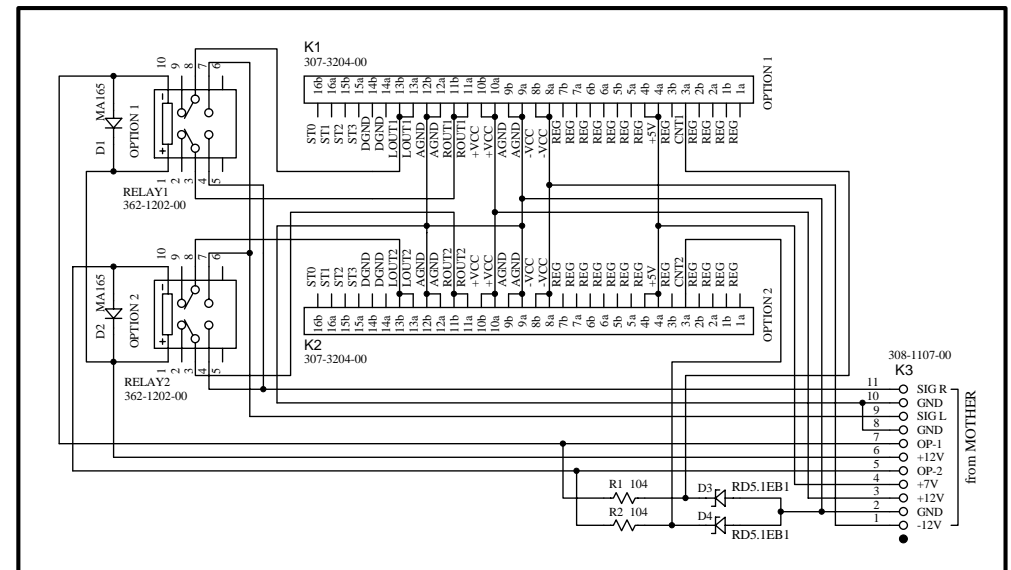 K1
307-3204-00
16b 16a 15b 15a 14b 14a 13b 13a 12b 12a 11b 11a 10b 10a 9b 9a 8b 8a 7b 7a 6b 6a 5b 5a 4b 4a 3b 3a 2b 2a 1b 1a
OPTION 1
ST0 ST1 ST2 ST3 DGND DGND LOUT1 LOUT1 AGND AGND ROUT1 ROUT1 +VCC +VCC AGND AGND -VCC -VCC REG REG REG REG REG REG +5V REG CNT1 REG REG REG REG
10 9 8 7 6
D1 MA165
OPTION 1
- +
1 2 3 4 5
RELAY1
362-1202-00
10 9 8 7 6
D2 MA165
OPTION 2
- +
1 2 3 4 5
RELAY2
362-1202-00
ST0 ST1 ST2 ST3 DGND DGND LOUT2 LOUT2 AGND AGND ROUT2 ROUT2 +VCC +VCC AGND AGND -VCC -VCC REG REG REG REG REG REG +5V REG CNT2 REG REG REG REG
16b 16a 15b 15a 14b 14a 13b 13a 12b 12a 11b 11a 10b 10a 9b 9a 8b 8a 7b 7a 6b 6a 5b 5a 4b 4a 3b 3a 2b 2a 1b 1a
OPTION 2
K2
307-3204-00
308-1107-00
K3
11 SIG R
10 GND
9 SIG L
8 GND
7 OP-1
6 +12V
5 OP-2
4 +7V
3 +12V
2 GND
1 -12V
from MOTHER
R1 104
R2 104
D3 RD5.1EB1
D4 RD5.1EB1